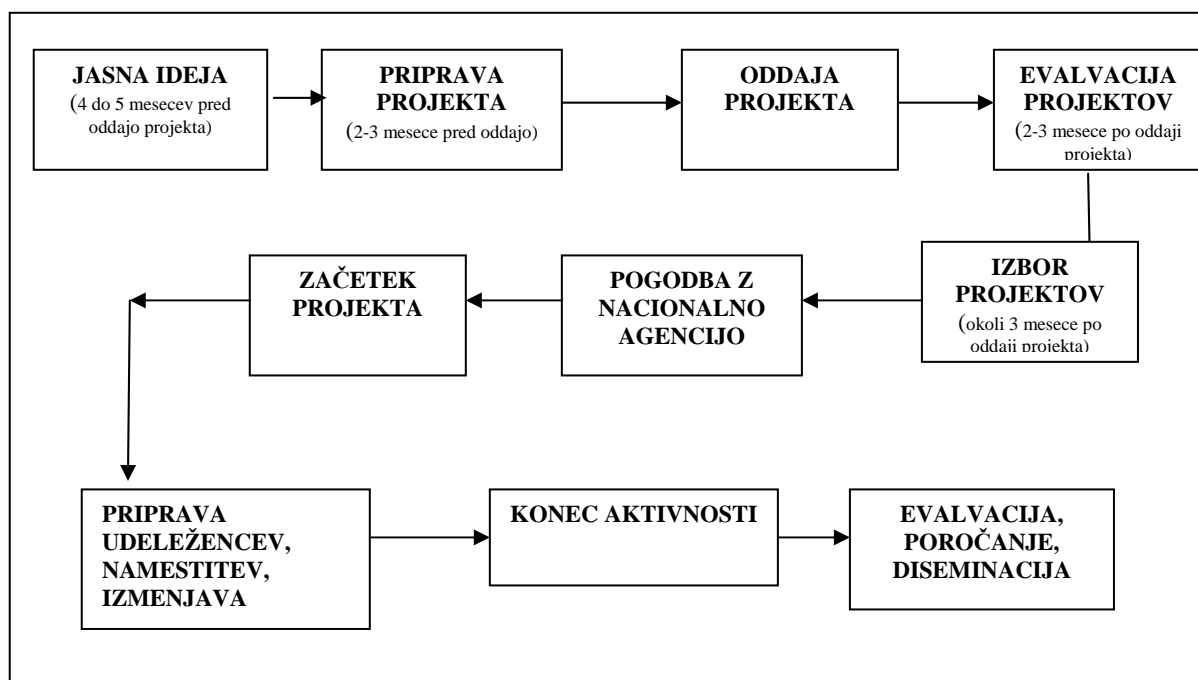 JASNA IDEJA
(4 do 5 mesecev pred
oddajo projekta)
PRIPRAVA
PROJEKTA
(2-3 mesece pred oddajo)
ODDAJA
PROJEKTA
EVALVACIJA
PROJEKTOV
(2-3 mesece po oddaji
projekta)
IZBOR
PROJEKTOV
(okoli 3 mesece po
oddaji projekta)
POGODBA Z
NACIONALNO
AGENCIJO
ZAČETEK
PROJEKTA
PRIPRAVA
UDELEŽENCEV,
NAMESTITEV,
IZMENJAVA
KONEC AKTIVNOSTI
EVALVACIJA,
POROČANJE,
DISEMINACIJA